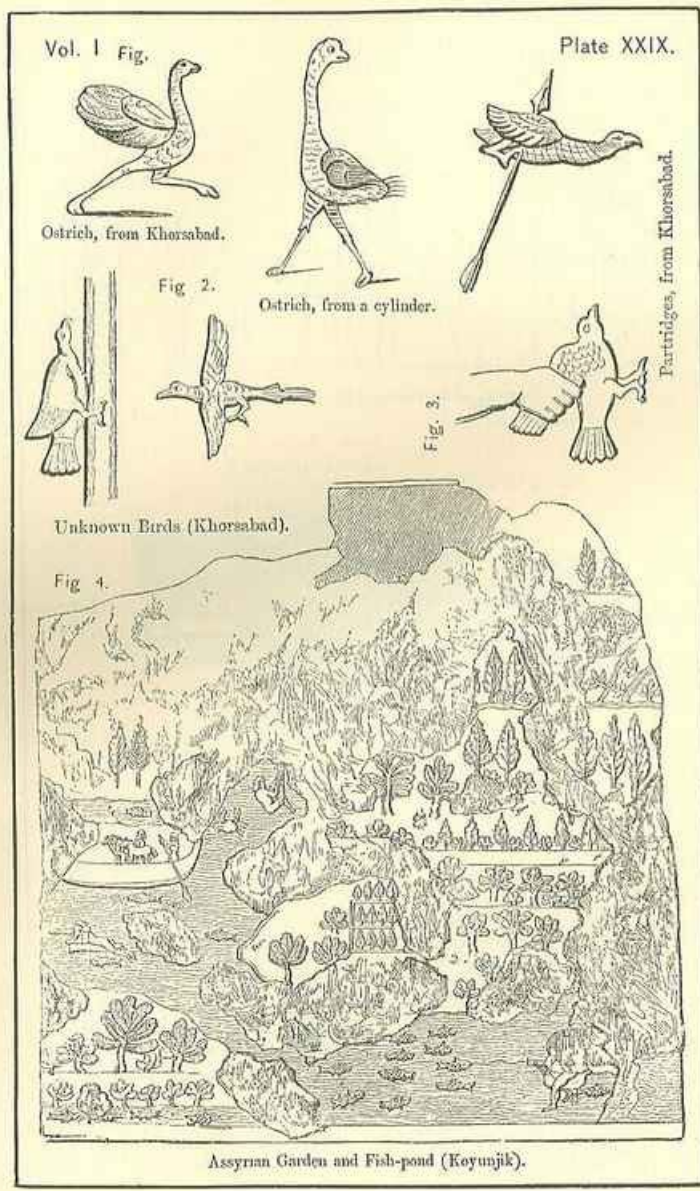 Vol. I Fig.
Plate XXIX.
Ostrich, from Khorsabad.
Ostrich, from a cylinder.
Partridges, from Khorsabad.
Fig 2.
Fig. 3.
Unknown Birds (Khorsabad).
Fig 4.
Assyrian Garden and Fish-pond (Koyunjik).